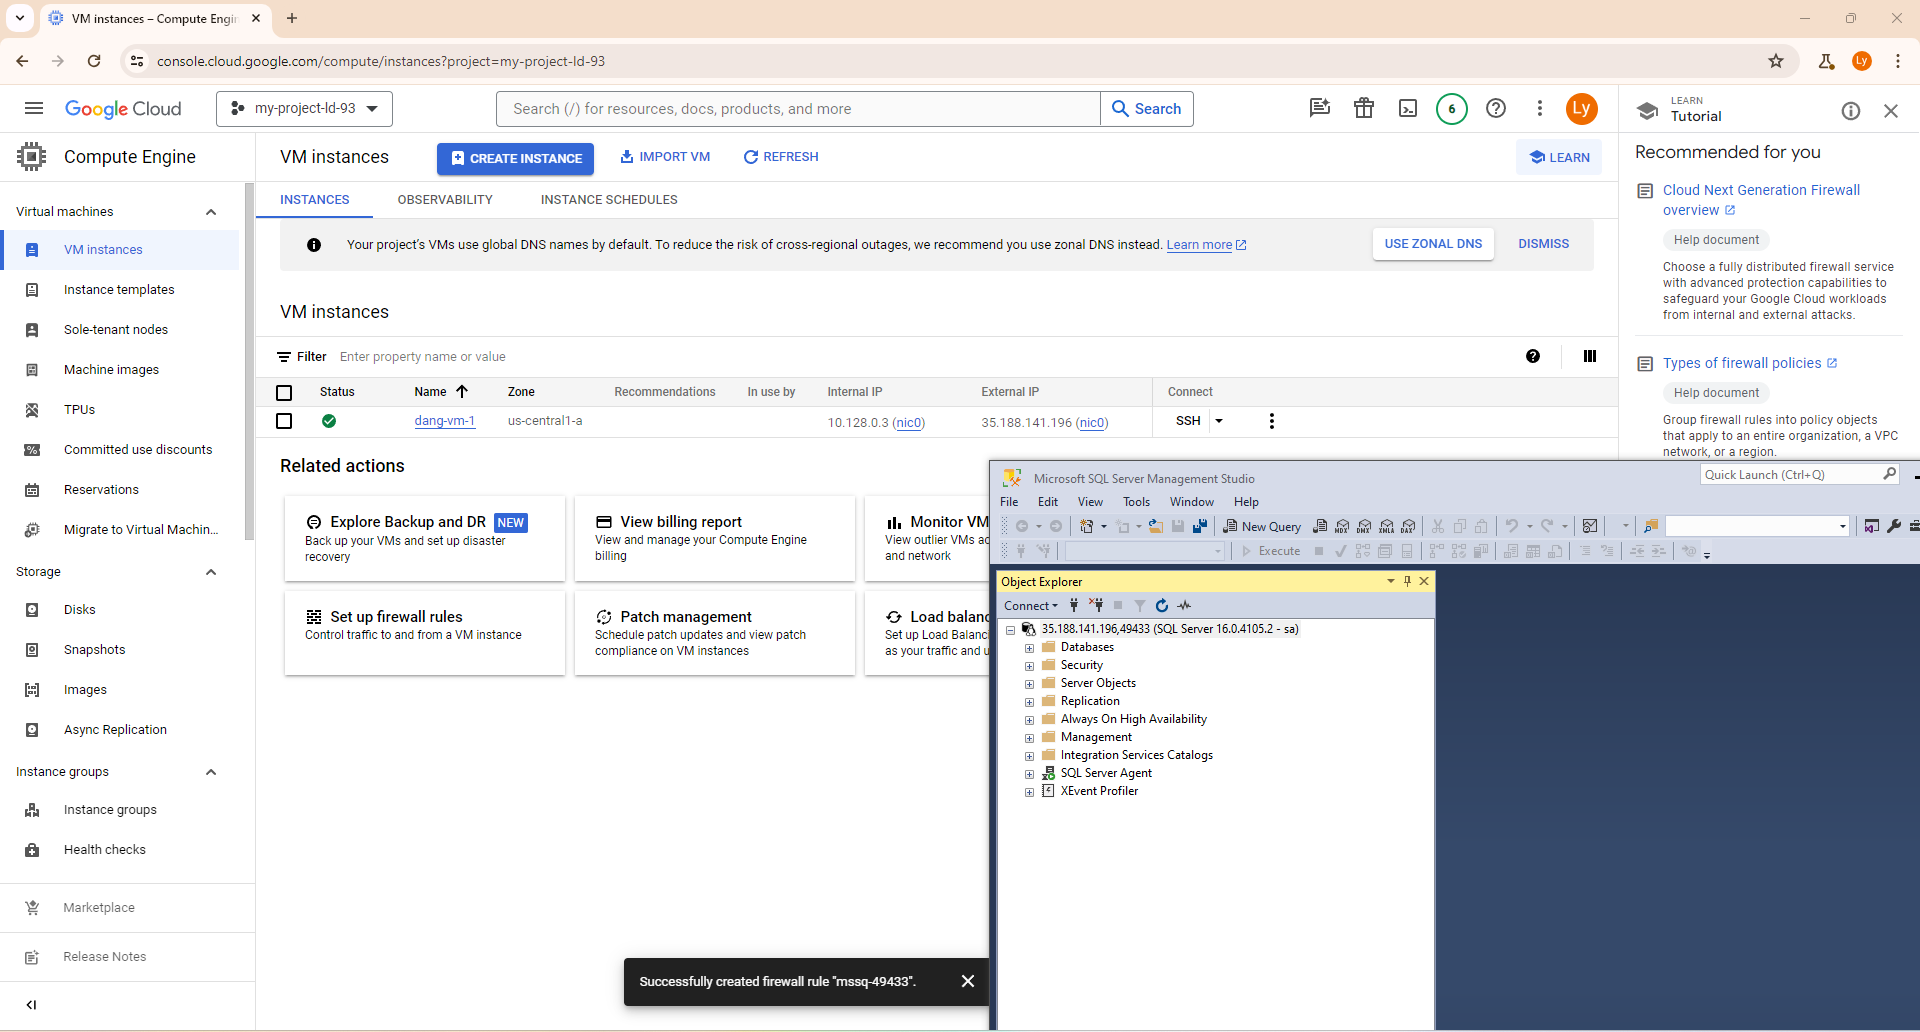 VM instances – Compute Engin
console.cloud.google.com/compute/instances?project=my-project-ld-93
Ly
Google Cloud
my-project-ld-93
Search (/) for resources, docs, products, and more
Search
6
Ly
LEARN
Tutorial
Compute Engine
VM instances
CREATE INSTANCE
IMPORT VM
REFRESH
LEARN
Recommended for you
Virtual machines
VM instances
Instance templates
Sole-tenant nodes
Machine images
TPUs
Committed use discounts
Reservations
Migrate to Virtual Machin...
Storage
Disks
Snapshots
Images
Async Replication
Instance groups
Instance groups
Health checks
Marketplace
Release Notes
INSTANCES
OBSERVABILITY
INSTANCE SCHEDULES
Your project's VMs use global DNS names by default. To reduce the risk of cross-regional outages, we recommend you use zonal DNS instead. Learn more
USE ZONAL DNS
DISMISS
VM instances
Filter
Enter property name or value
Status
Name
Zone
Recommendations
In use by
Internal IP
External IP
Connect
dang-vm-1
us-central1-a
10.128.0.3 (nic0)
35.188.141.196 (nic0)
SSH
Related actions
Explore Backup and DR
NEW
Back up your VMs and set up disaster
recovery
View billing report
View and manage your Compute Engine
billing
Monitor VM
View outlier VMs ac
and network
Set up firewall rules
Control traffic to and from a VM instance
Patch management
Schedule patch updates and view patch
compliance on VM instances
Load balanc
Set up Load Balanci
as your traffic and u
Successfully created firewall rule "mssq-49433".
Cloud Next Generation Firewall
overview
Help document
Choose a fully distributed firewall service
with advanced protection capabilities to
safeguard your Google Cloud workloads
from internal and external attacks.
Types of firewall policies
Help document
Group firewall rules into policy objects
that apply to an entire organization, a VPC
network, or a region.
Microsoft SQL Server Management Studio
Quick Launch (Ctrl+Q)
File
Edit
View
Tools
Window
Help
New Query
MDX
DMX
XMLA
DAX
Execute
Object Explorer
Connect
35.188.141.196,49433 (SQL Server 16.0.4105.2 - sa)
Databases
Security
Server Objects
Replication
Always On High Availability
Management
Integration Services Catalogs
SQL Server Agent
XEvent Profiler